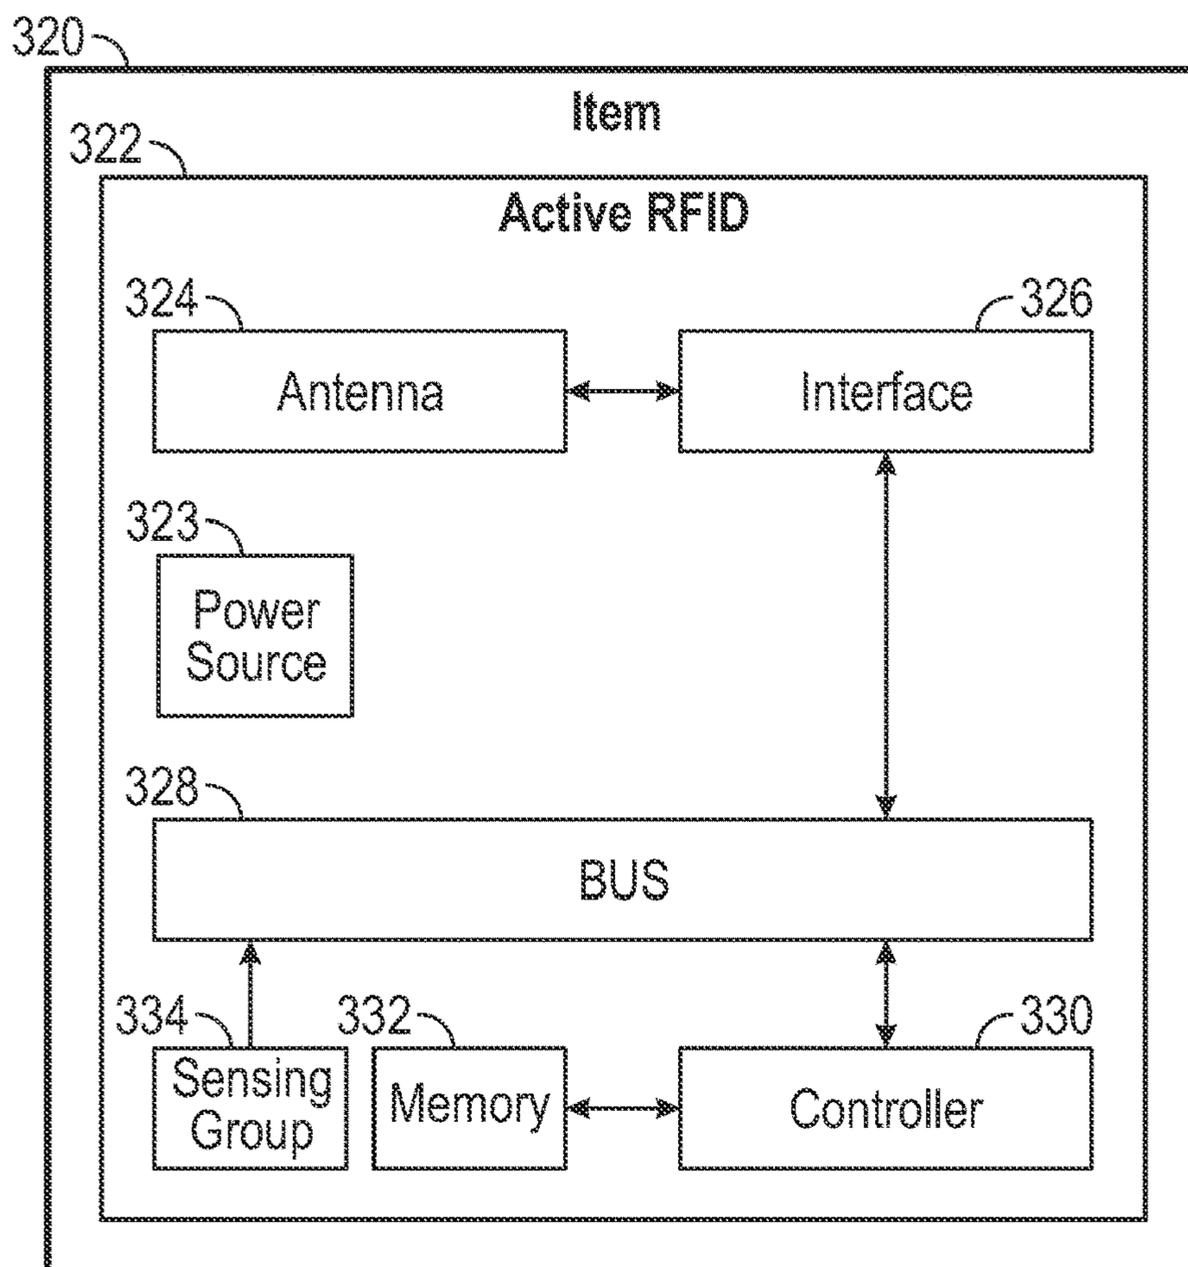 320
Item
322
Active RFID
324
326
Antenna
Interface
323
Power
Source
328
BUS
334
332
330
Sensing
Group
Memory
Controller